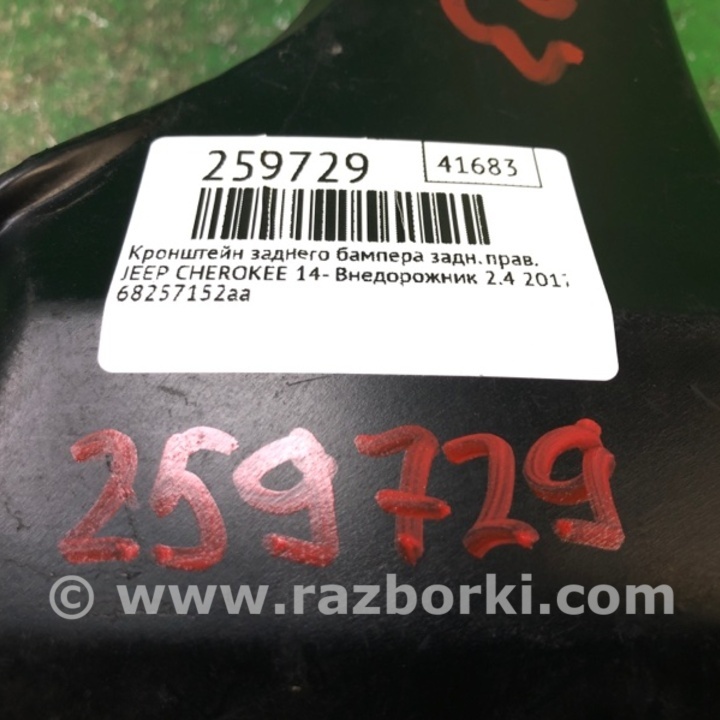 259729 41683
Кронштейн заднего бампера задн. прав.
JEEP CHEROKEE 14- Внедорожник 2.4 2017
68257152aa
259729
© www.razborki.com